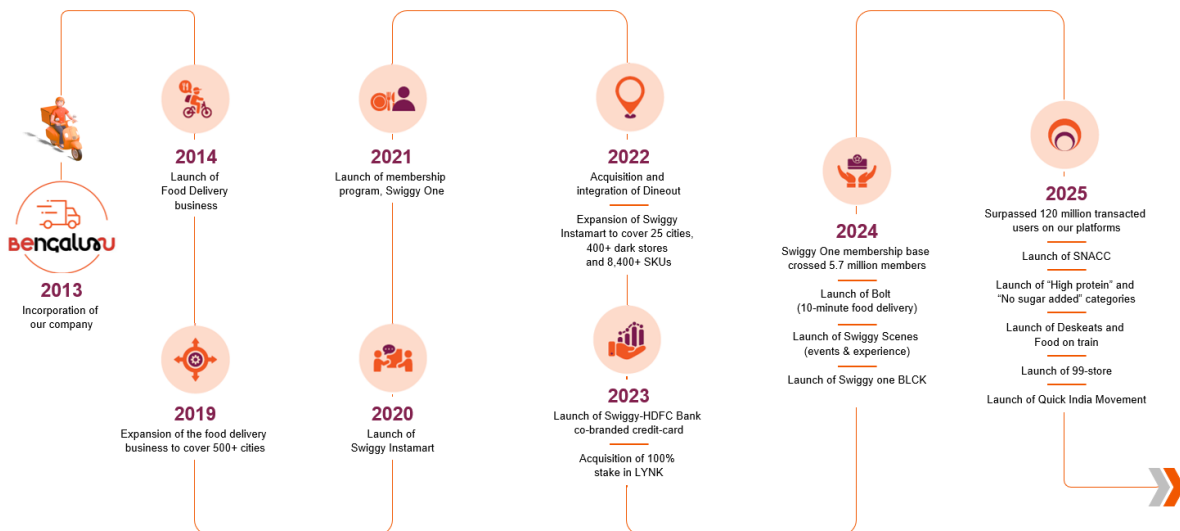 BENGALURU
2013
Incorporation of
our company
2014
Launch of
Food Delivery
business
2019
Expansion of the food delivery
business to cover 500+ cities
2020
Launch of
Swiggy Instamart
2021
Launch of membership
program, Swiggy One
2022
Acquisition and
integration of Dineout
Expansion of Swiggy
Instamart to cover 25 cities,
400+ dark stores
and 8,400+ SKUs
2023
Launch of Swiggy-HDFC Bank
co-branded credit-card
Acquisition of 100%
stake in LYNK
2024
Swiggy One membership base
crossed 5.7 million members
Launch of Bolt
(10-minute food delivery)
Launch of Swiggy Scenes
(events & experience)
Launch of Swiggy one BLCK
2025
Surpassed 120 million transacted
users on our platforms
Launch of SNACC
Launch of “High protein” and
“No sugar added” categories
Launch of Deskeats and
Food on train
Launch of 99-store
Launch of Quick India Movement